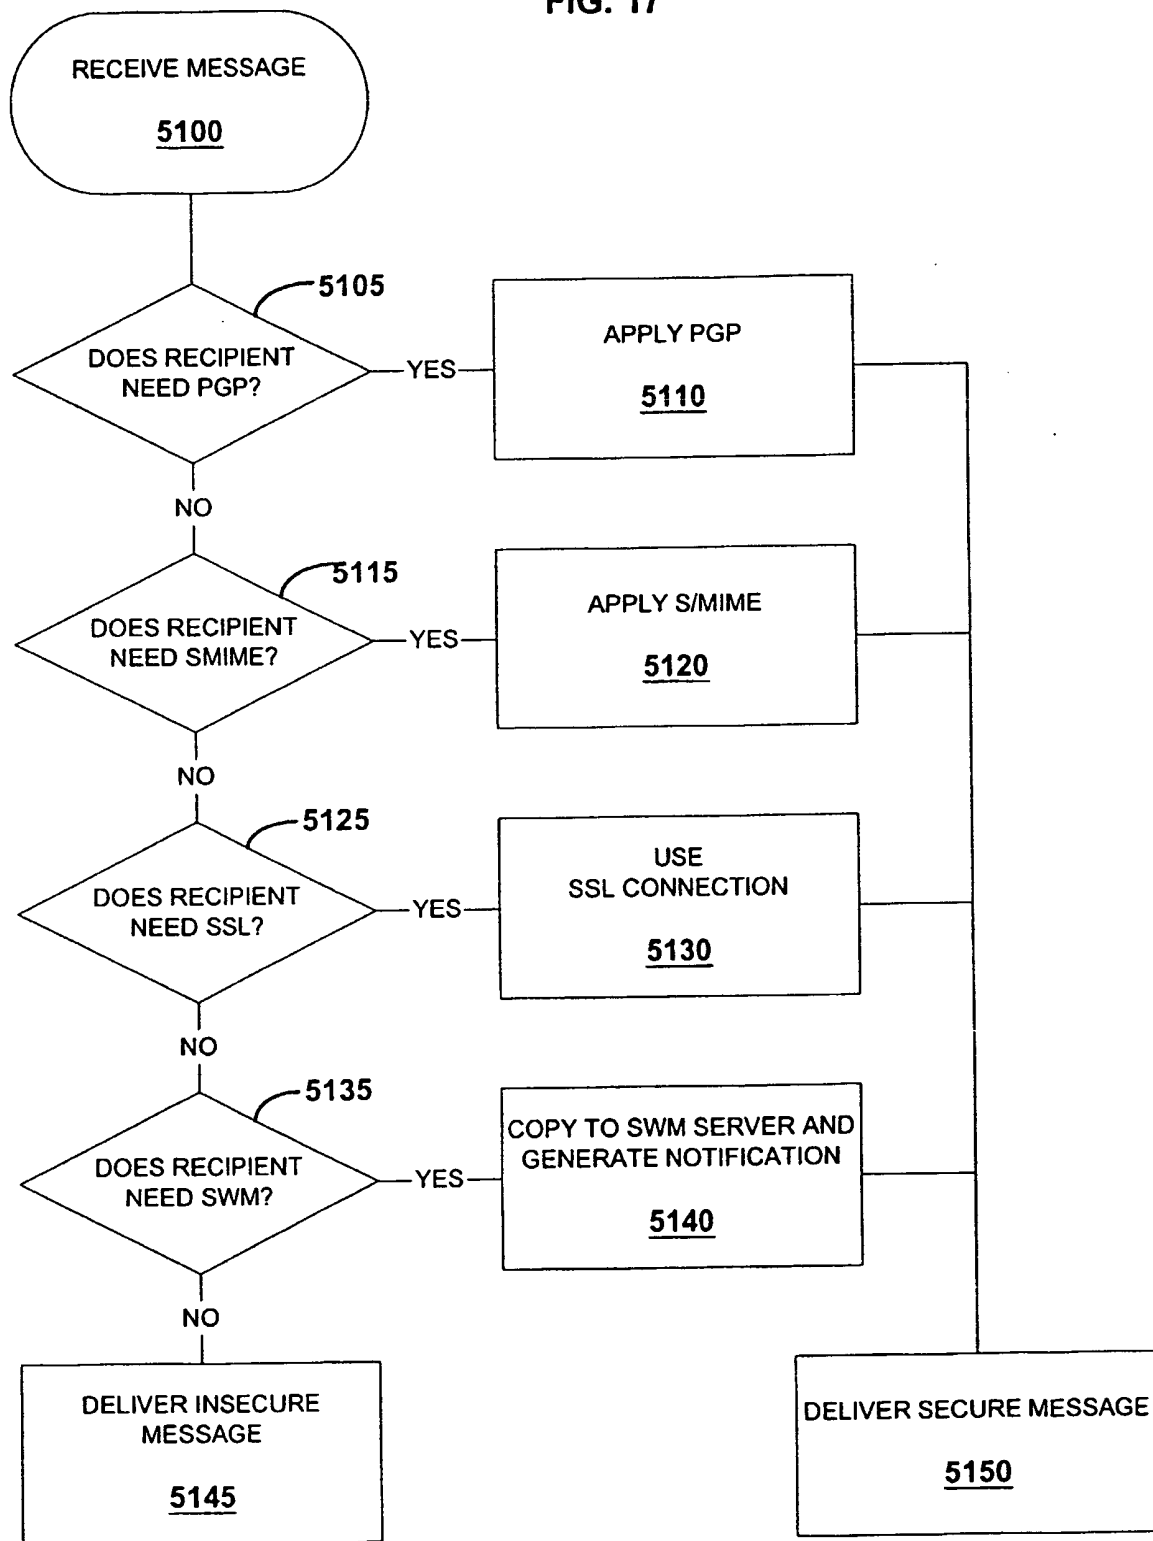 FIG. 17
RECEIVE MESSAGE
5100
5105
DOES RECIPIENT
NEED PGP?
YES
APPLY PGP
5110
NO
5115
DOES RECIPIENT
NEED SMIME?
YES
APPLY S/MIME
5120
NO
5125
DOES RECIPIENT
NEED SSL?
YES
USE
SSL CONNECTION
5130
NO
5135
DOES RECIPIENT
NEED SWM?
YES
COPY TO SWM SERVER AND
GENERATE NOTIFICATION
5140
NO
DELIVER INSECURE
MESSAGE
5145
DELIVER SECURE MESSAGE
5150